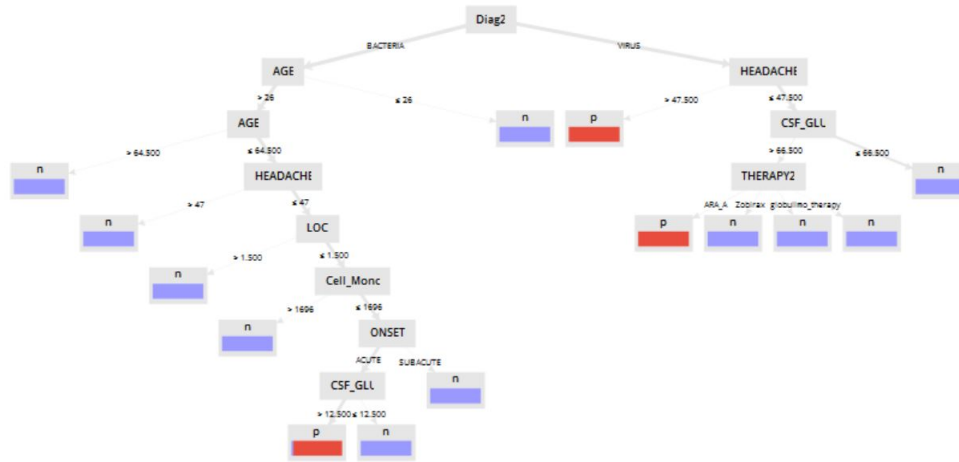 Diag2
BACTERIA VIRUS
AGE HEADACHE
> 26 ≤ 26 > 47.500 ≤ 47.500
AGE n p CSF_GLU
> 64.500 ≤ 64.500 > 66.500 ≤ 66.500
n HEADACHE THERAPY2 n
> 47 ≤ 47 ARA_A Zobirax globulimo_therapy
n LOC p n n n
> 1.500 ≤ 1.500
n Cell_Monc
> 1696 ≤ 1696
n ONSET
ACUTE SUBACUTE
CSF_GLU n
> 12.500 ≤ 12.500
p n